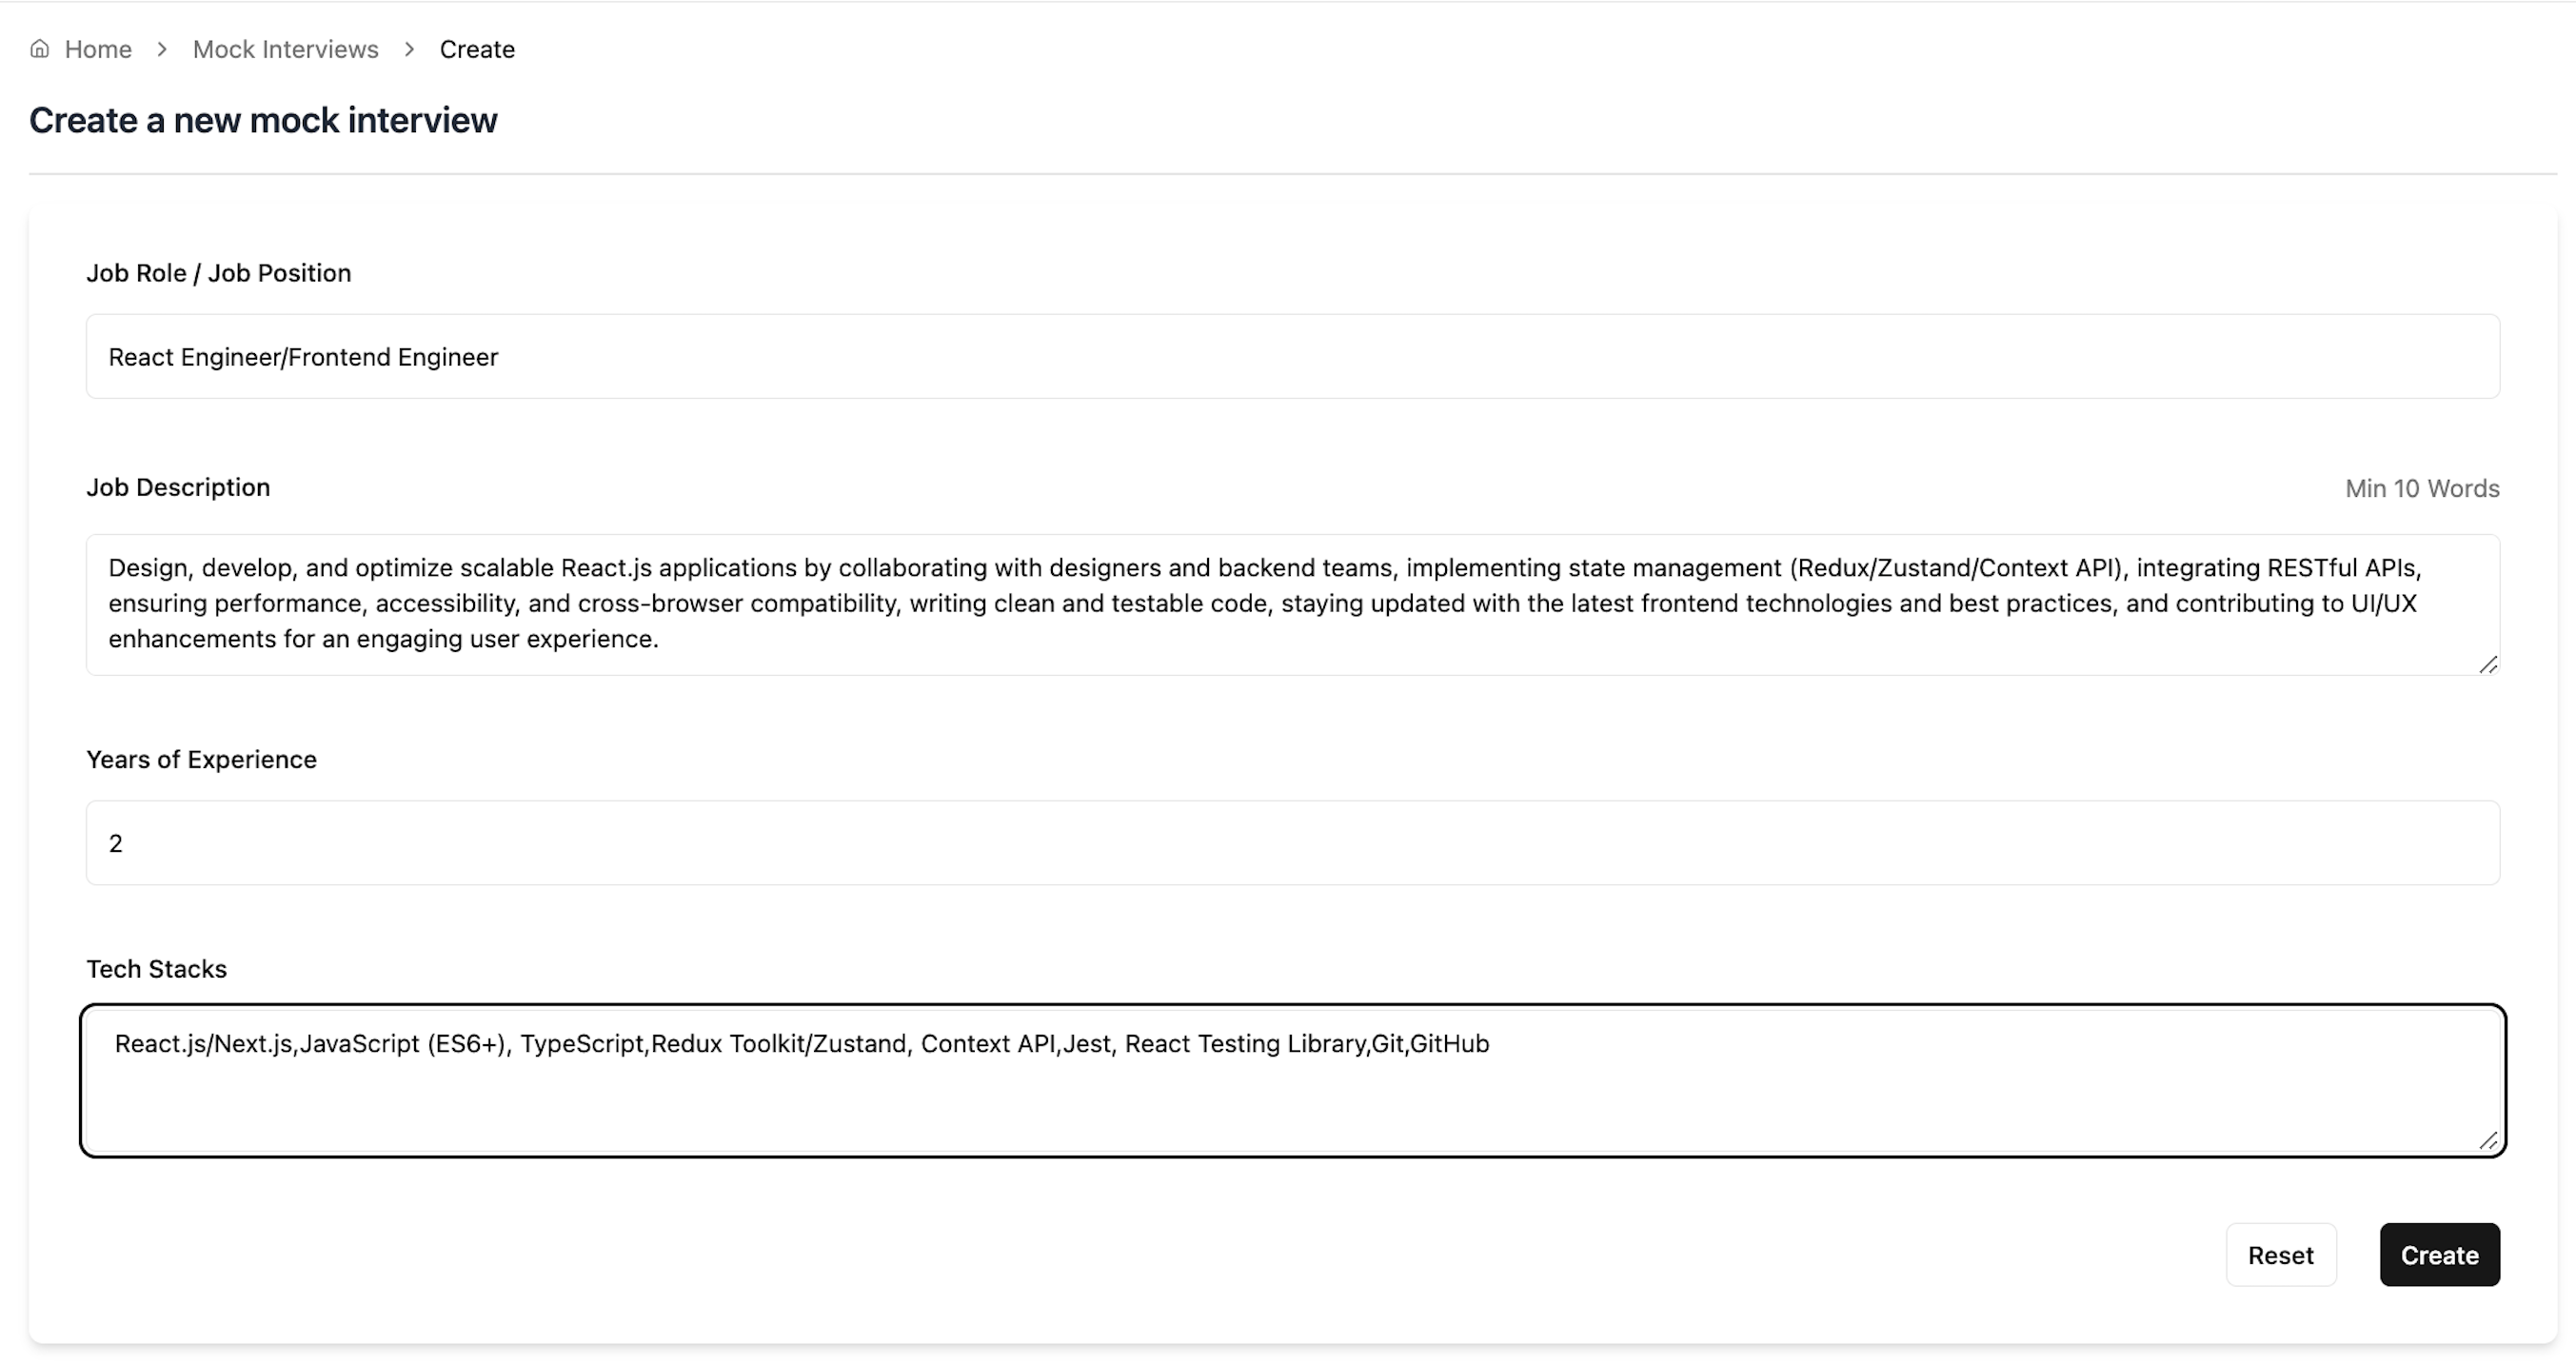 Home > Mock Interviews > Create
Create a new mock interview
Job Role / Job Position
React Engineer/Frontend Engineer
Job Description Min 10 Words
Design, develop, and optimize scalable React.js applications by collaborating with designers and backend teams, implementing state management (Redux/Zustand/Context API), integrating RESTful APIs,
ensuring performance, accessibility, and cross-browser compatibility, writing clean and testable code, staying updated with the latest frontend technologies and best practices, and contributing to UI/UX
enhancements for an engaging user experience.
Years of Experience
2
Tech Stacks
React.js/Next.js,JavaScript (ES6+), TypeScript,Redux Toolkit/Zustand, Context API,Jest, React Testing Library,Git,GitHub
Reset Create